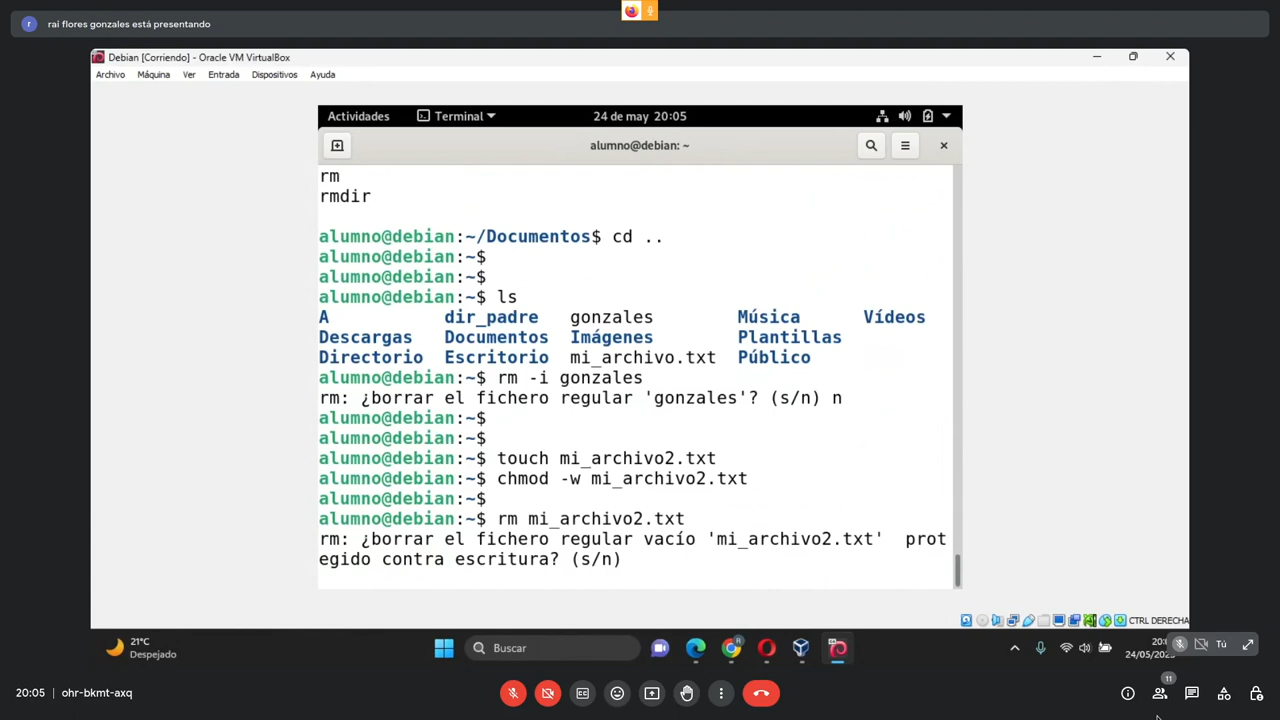 rai flores gonzales está presentando
Debian [Corriendo] - Oracle VM VirtualBox
Archivo Máquina Ver Entrada Dispositivos Ayuda
Actividades Terminal 24 de may 20:05
alumno@debian: ~
rm
rmdir
alumno@debian:~/Documentos$ cd ..
alumno@debian:~$
alumno@debian:~$
alumno@debian:~$ ls
A dir_padre gonzales Música Vídeos
Descargas Documentos Imágenes Plantillas
Directorio Escritorio mi_archivo.txt Público
alumno@debian:~$ rm -i gonzales
rm: ¿borrar el fichero regular 'gonzales'? (s/n) n
alumno@debian:~$
alumno@debian:~$
alumno@debian:~$ touch mi_archivo2.txt
alumno@debian:~$ chmod -w mi_archivo2.txt
alumno@debian:~$
alumno@debian:~$ rm mi_archivo2.txt
rm: ¿borrar el fichero regular vacío 'mi_archivo2.txt'  prot
egido contra escritura? (s/n)
CTRL DERECHA
21°C
Despejado
Buscar
Tú
20:05 ohr-bkmt-axq
11